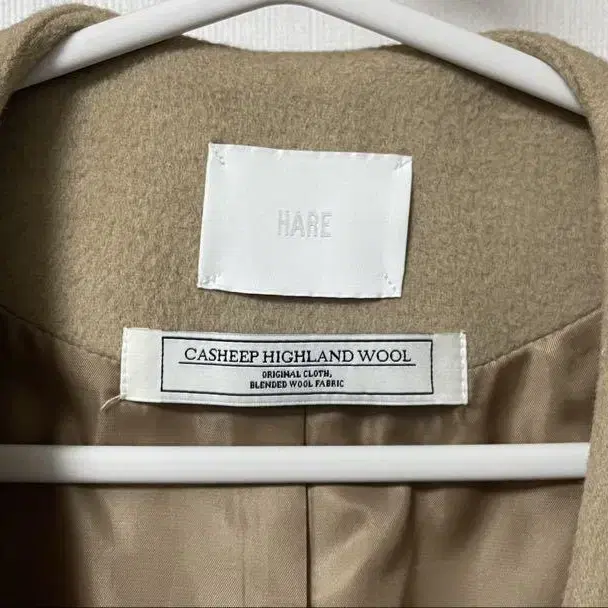 HARE
CASHEEP HIGHLAND WOOL
ORIGINAL CLOTH,
BLENDED WOOL FABRIC